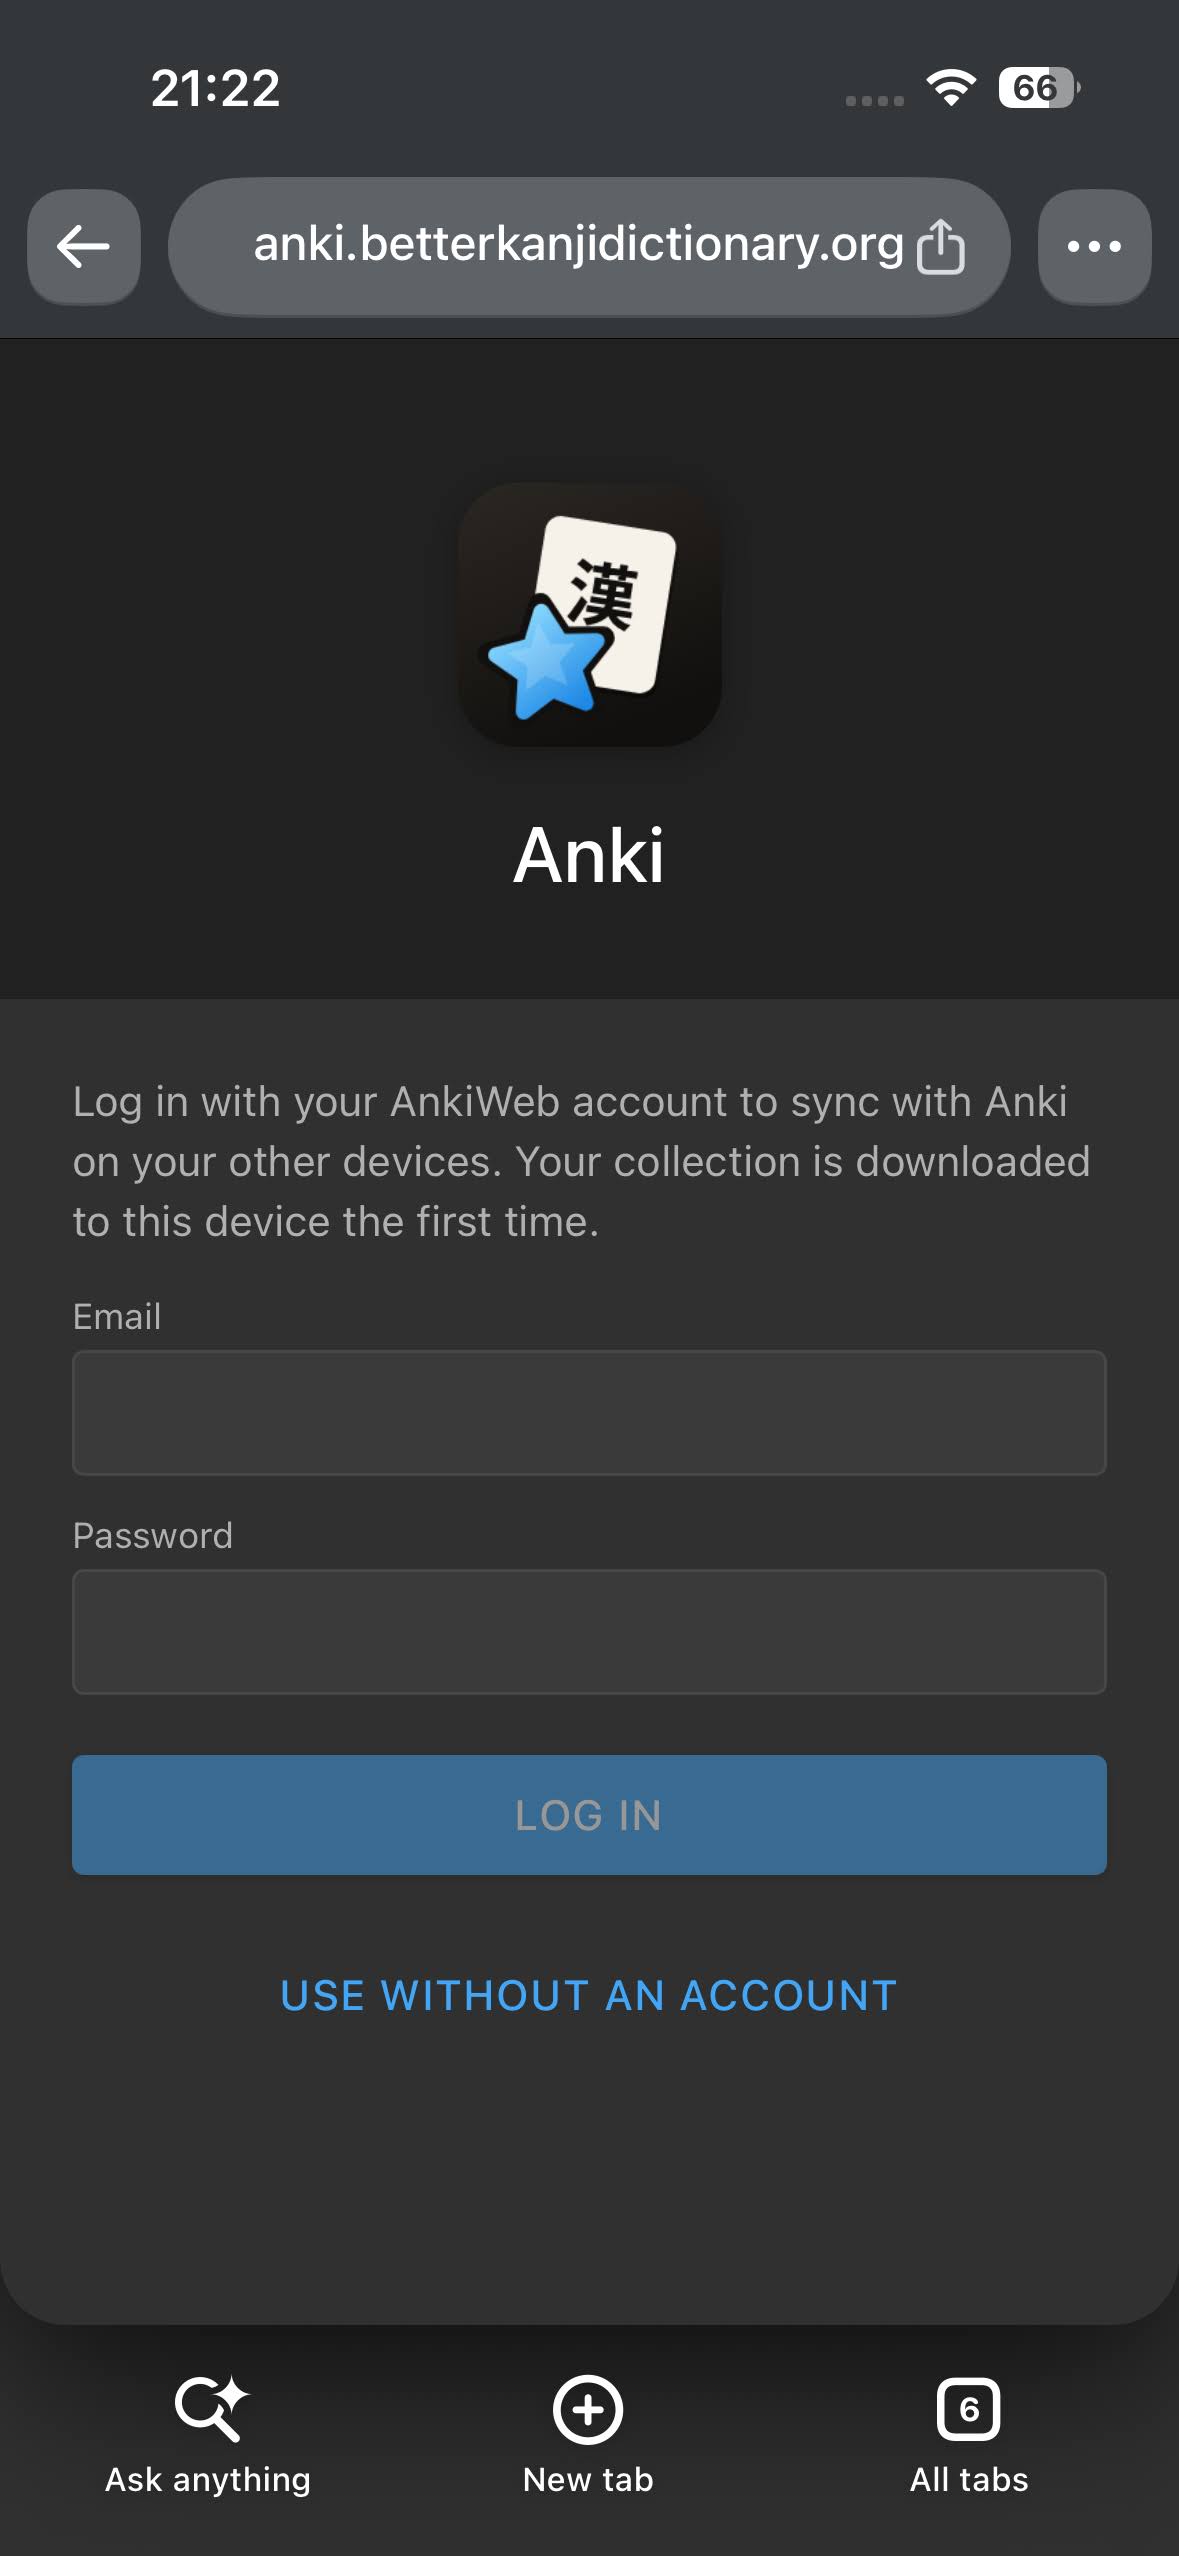 21:22
66
anki.betterkanjidictionary.org
漢
Anki
Log in with your AnkiWeb account to sync with Anki
on your other devices. Your collection is downloaded
to this device the first time.
Email
Password
LOG IN
USE WITHOUT AN ACCOUNT
6
Ask anything
New tab
All tabs